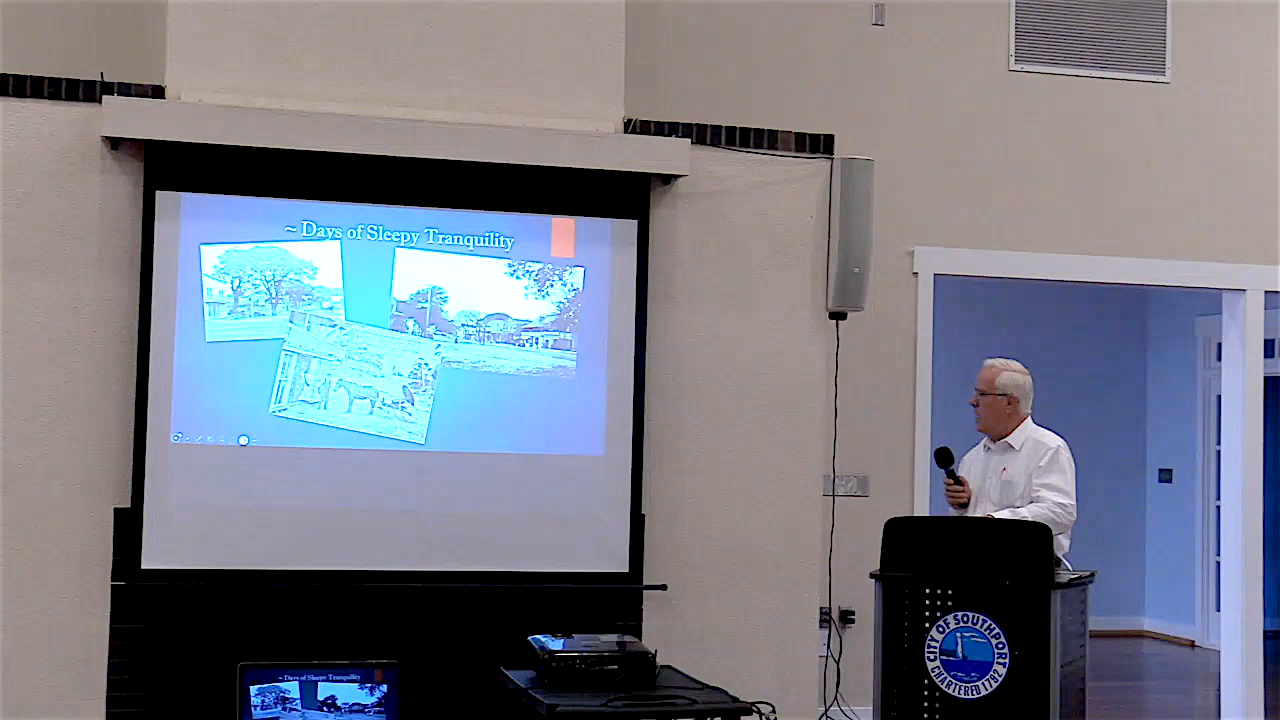 ~ Days of Sleepy Tranquility
CITY OF SOUTHPORT
CHARTERED 1792
~ Days of Sleepy Tranquility